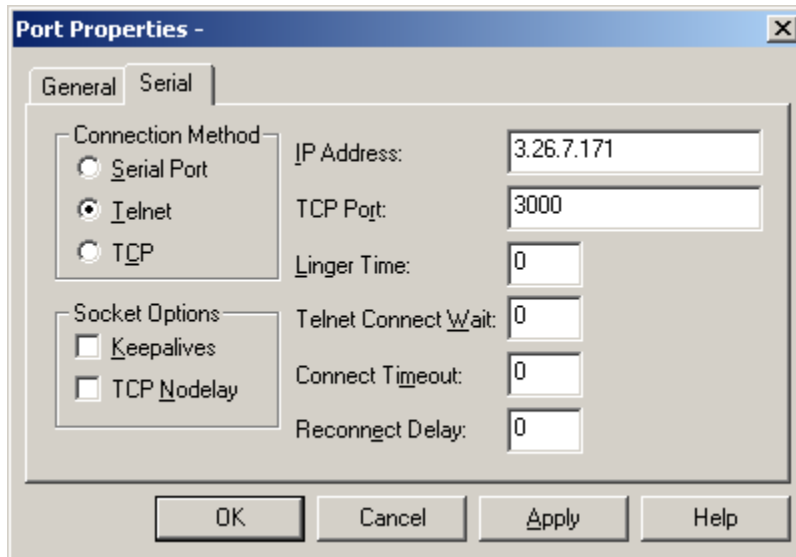 Port Properties -
General Serial
Connection Method
Serial Port
Telnet
TCP
Socket Options
Keepalives
TCP Nodelay
IP Address: 3.26.7.171
TCP Port: 3000
Linger Time: 0
Telnet Connect Wait: 0
Connect Timeout: 0
Reconnect Delay: 0
OK Cancel Apply Help